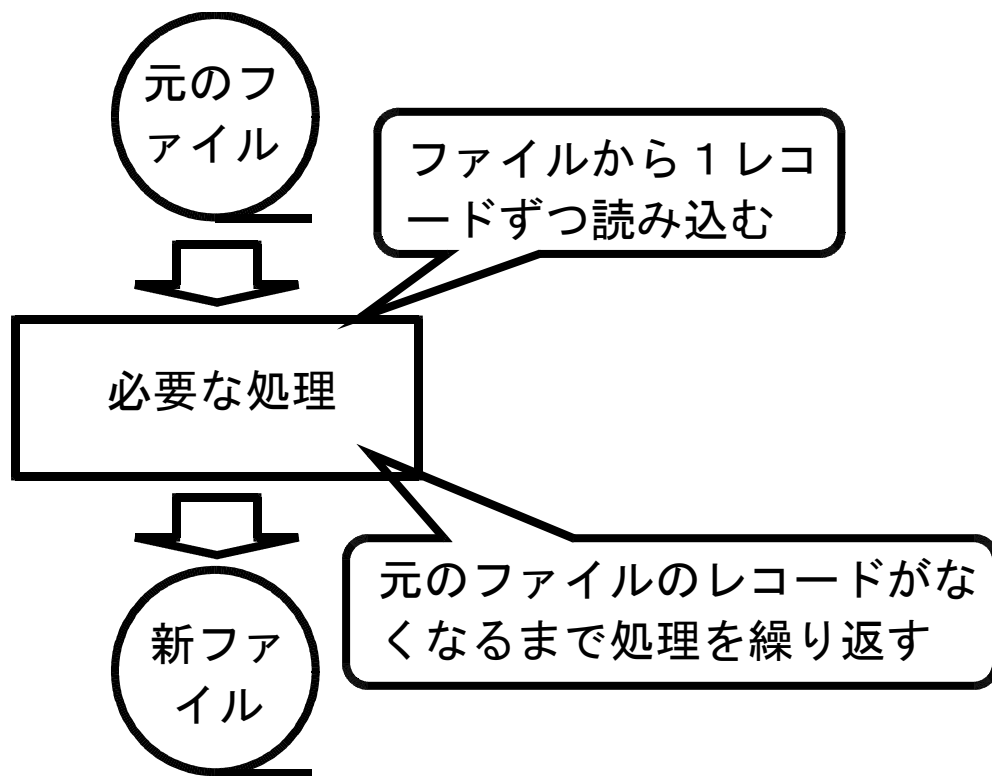 元のフ
ァイル
ファイルから１レコ
ードずつ読み込む
必要な処理
元のファイルのレコードがな
くなるまで処理を繰り返す
新ファ
イル